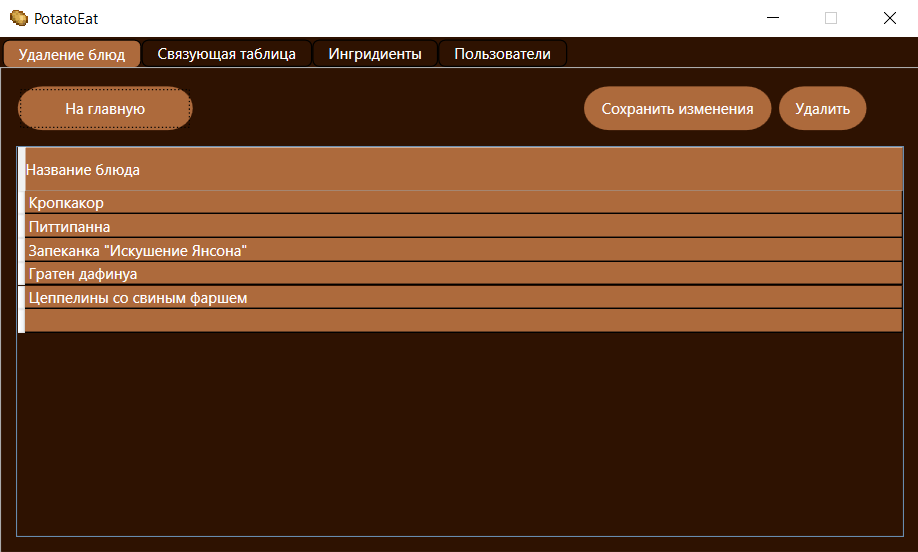 PotatoEat
Удаление блюд Связующая таблица Ингридиенты Пользователи
На главную Сохранить изменения Удалить
Название блюда
Кропкакор
Питтипанна
Запеканка "Искушение Янсона"
Гратен дафинуа
Цеппелины со свиным фаршем